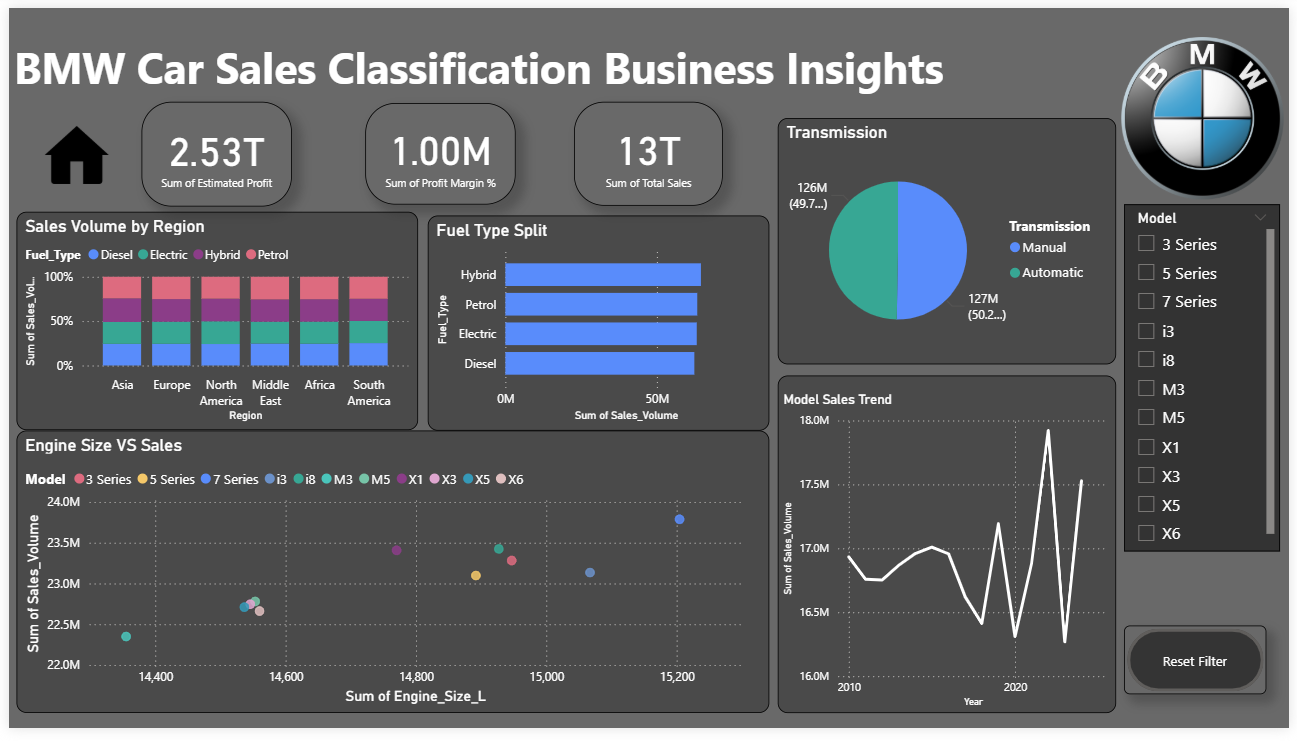 BMW Car Sales Classification Business Insights
B M W
2.53T
Sum of Estimated Profit
1.00M
Sum of Profit Margin %
13T
Sum of Total Sales
Transmission
126M
(49.7...)
127M
(50.2...)
Transmission
Manual
Automatic
Model
3 Series
5 Series
7 Series
i3
i8
M3
M5
X1
X3
X5
X6
Sales Volume by Region
Fuel_Type Diesel Electric Hybrid Petrol
Sum of Sales_Vol...
100%
50%
0%
Asia
Europe
North
America
Middle
East
Africa
South
America
Region
Fuel Type Split
Fuel_Type
Hybrid
Petrol
Electric
Diesel
0M 50M
Sum of Sales_Volume
Engine Size VS Sales
Model 3 Series 5 Series 7 Series i3 i8 M3 M5 X1 X3 X5 X6
Sum of Sales_Volume
24.0M
23.5M
23.0M
22.5M
22.0M
14,400 14,600 14,800 15,000 15,200
Sum of Engine_Size_L
Model Sales Trend
Sum of Sales_Volume
18.0M
17.5M
17.0M
16.5M
16.0M
2010 2020
Year
Reset Filter